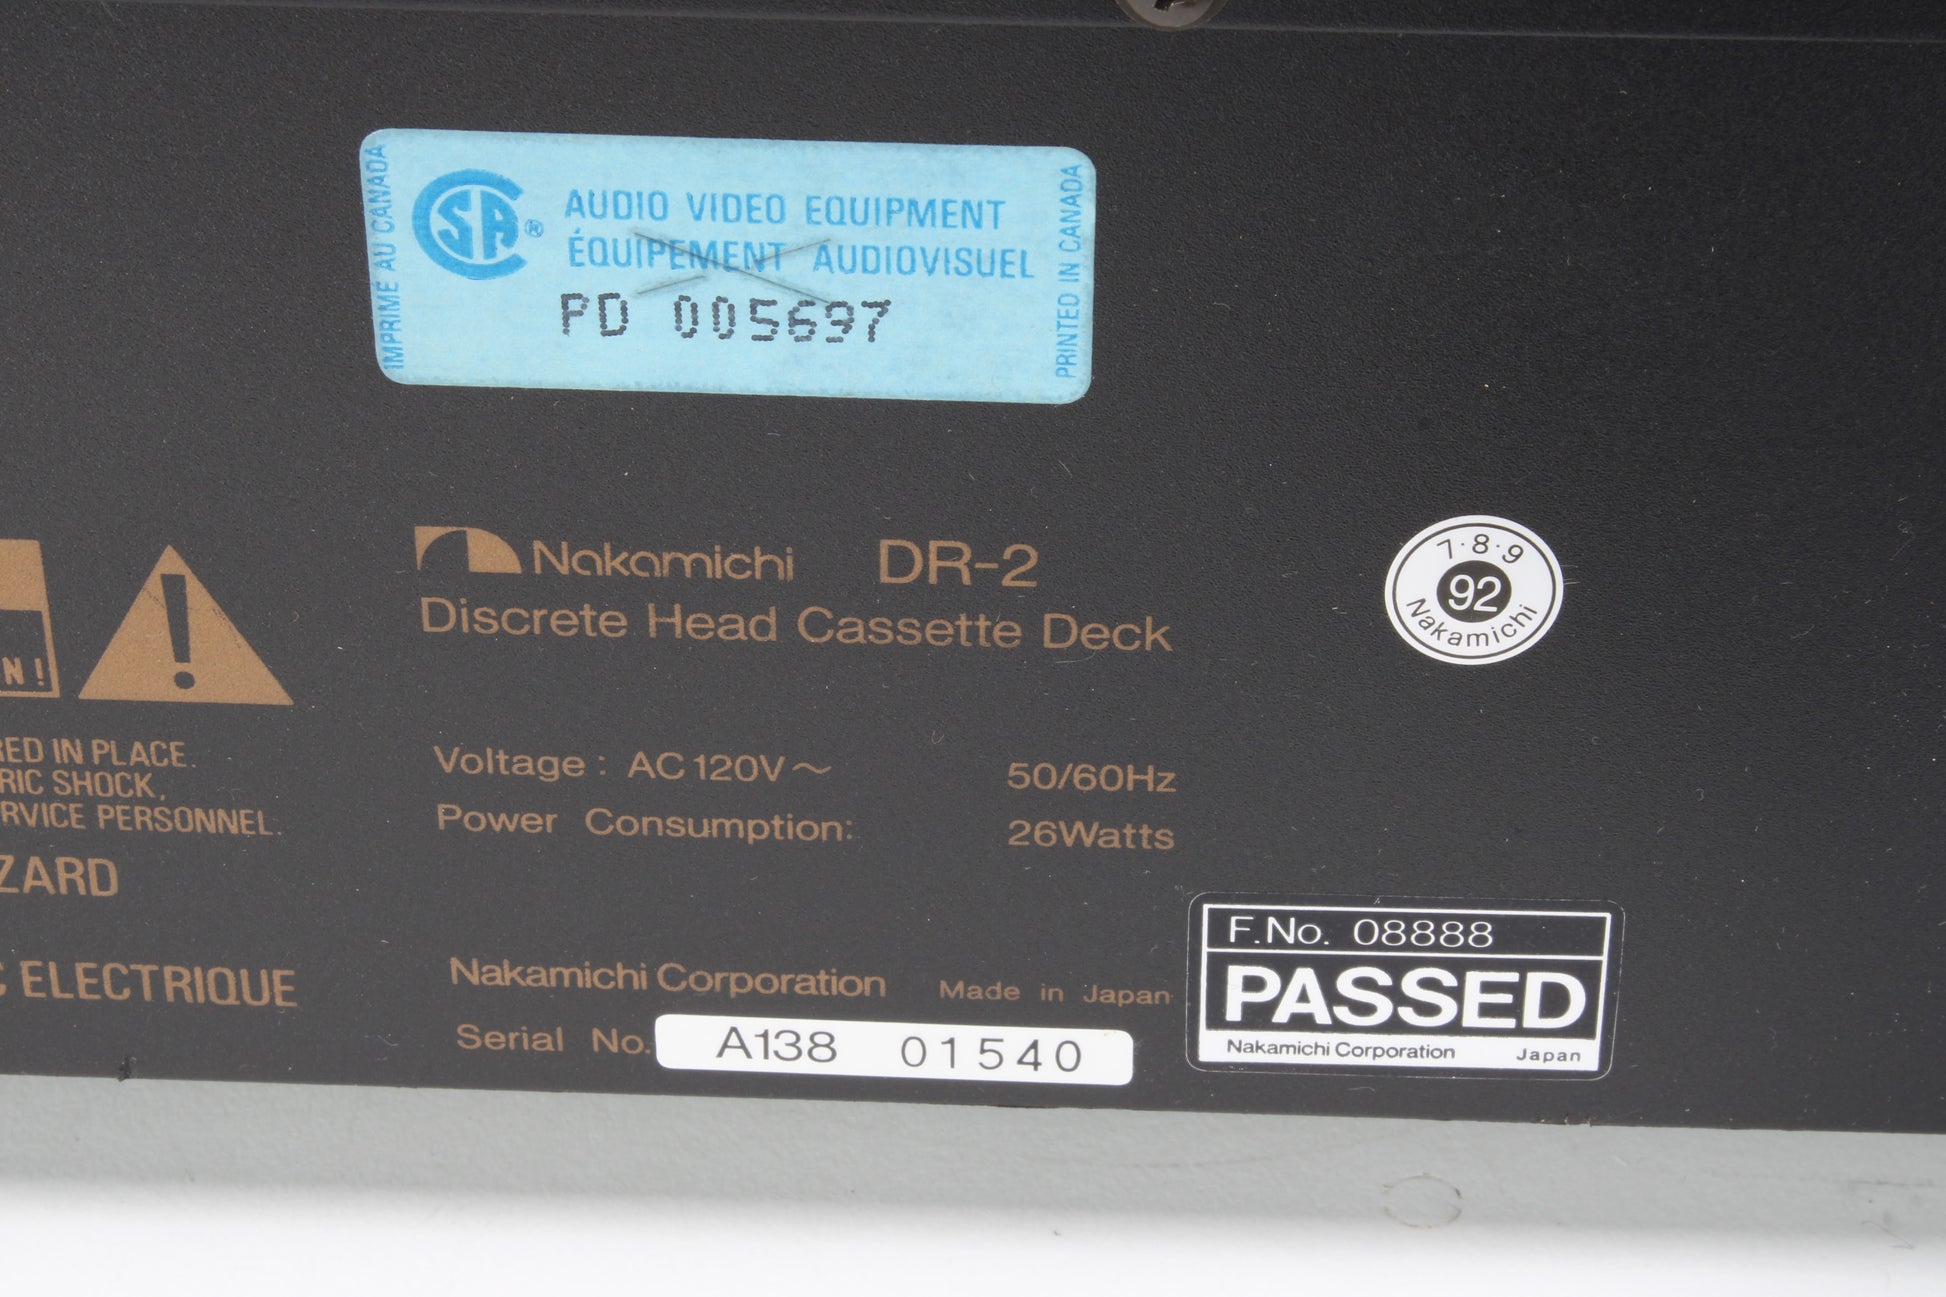 IMPRIMÉ AU CANADA
CSA ®
AUDIO VIDEO EQUIPMENT
ÉQUIPEMENT AUDIOVISUEL
PD 005697
PRINTED IN CANADA
Nakamichi DR-2
Discrete Head Cassette Deck
7·8·9
92
Nakamichi
N!
!
RED IN PLACE.
RIC SHOCK,
RVICE PERSONNEL.
ZARD
C ELECTRIQUE
Voltage : AC 120V~ 50/60Hz
Power Consumption: 26Watts
Nakamichi Corporation Made in Japan
Serial No. A138 01540
F.No. 08888
PASSED
Nakamichi Corporation Japan